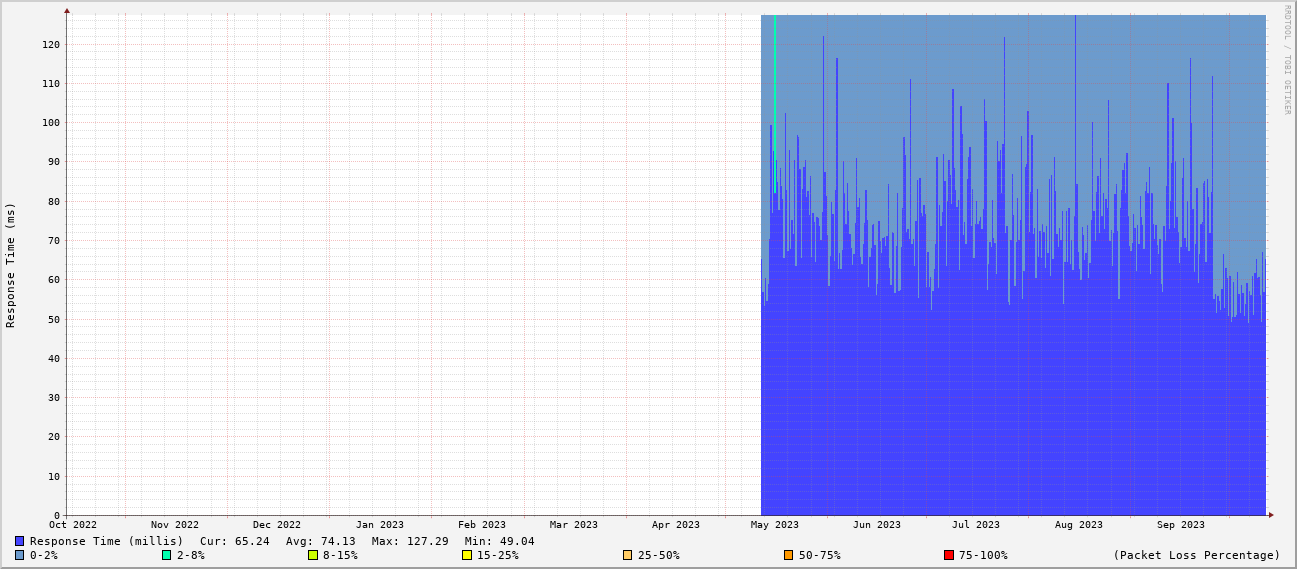 RRDTOOL / TOBI OETIKER
Response Time (ms)
120
110
100
90
80
70
60
50
40
30
20
10
0
Oct 2022 Nov 2022 Dec 2022 Jan 2023 Feb 2023 Mar 2023 Apr 2023 May 2023 Jun 2023 Jul 2023 Aug 2023 Sep 2023
Response Time (millis) Cur: 65.24 Avg: 74.13 Max: 127.29 Min: 49.04
0-2% 2-8% 8-15% 15-25% 25-50% 50-75% 75-100% (Packet Loss Percentage)